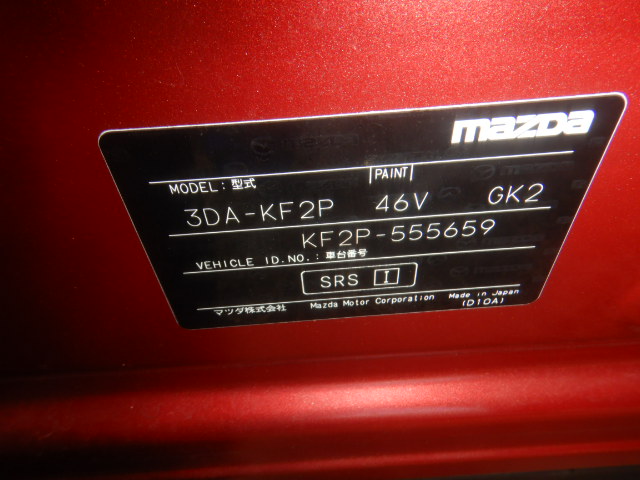 mazda
MODEL: 型式 PAINT
3DA-KF2P 46V GK2
KF2P-555659
VEHICLE ID.NO.: 車台番号
SRS I
マツダ株式会社 Mazda Motor Corporation Made in Japan
(D10A)